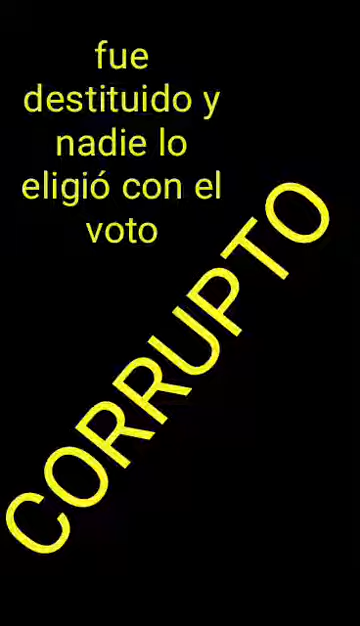 fue
destituido y
nadie lo
eligió con el
voto
CORRUPTO